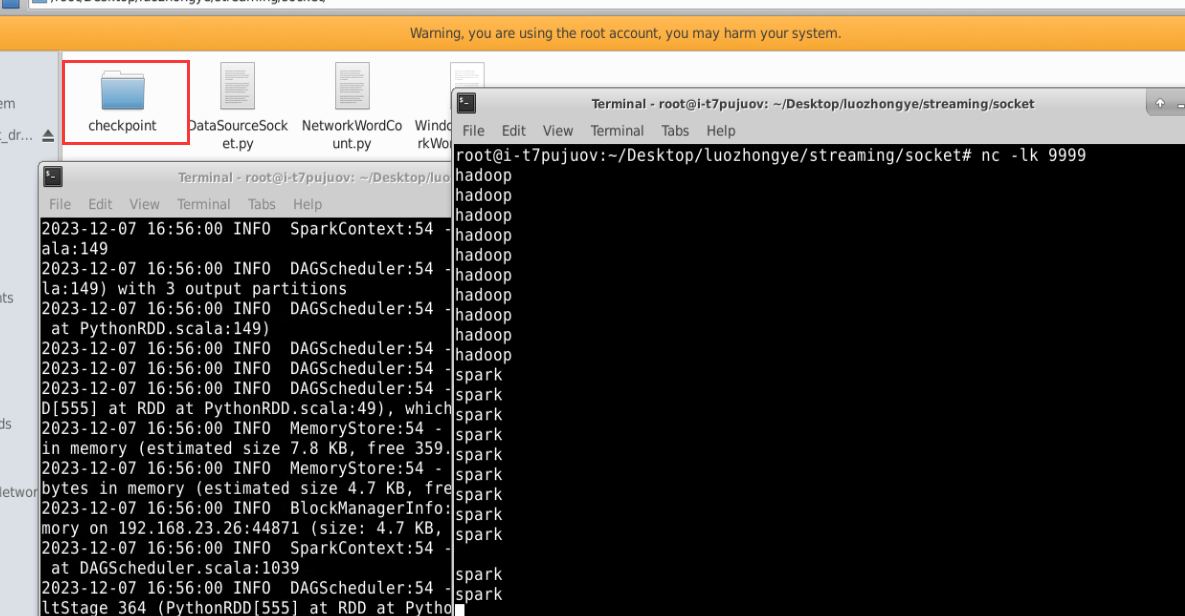 Warning, you are using the root account, you may harm your system.
checkpoint
DataSourceSock
et.py
NetworkWordCo
unt.py
Terminal - root@i-t7pujuov: ~/Desktop/luo
File Edit View Terminal Tabs Help
2023-12-07 16:56:00 INFO  SparkContext:54 -
ala:149
2023-12-07 16:56:00 INFO  DAGScheduler:54 -
la:149) with 3 output partitions
2023-12-07 16:56:00 INFO  DAGScheduler:54 -
at PythonRDD.scala:149)
2023-12-07 16:56:00 INFO  DAGScheduler:54 -
2023-12-07 16:56:00 INFO  DAGScheduler:54 -
2023-12-07 16:56:00 INFO  DAGScheduler:54 -
D[555] at RDD at PythonRDD.scala:49), which
2023-12-07 16:56:00 INFO  MemoryStore:54 -
in memory (estimated size 7.8 KB, free 359.
2023-12-07 16:56:00 INFO  MemoryStore:54 -
bytes in memory (estimated size 4.7 KB, fre
2023-12-07 16:56:00 INFO  BlockManagerInfo:
mory on 192.168.23.26:44871 (size: 4.7 KB,
2023-12-07 16:56:00 INFO  SparkContext:54 -
at DAGScheduler.scala:1039
2023-12-07 16:56:00 INFO  DAGScheduler:54 -
ltStage 364 (PythonRDD[555] at RDD at Pytho
Terminal - root@i-t7pujuov: ~/Desktop/luozhongye/streaming/socket
File Edit View Terminal Tabs Help
root@i-t7pujuov:~/Desktop/luozhongye/streaming/socket# nc -lk 9999
hadoop
hadoop
hadoop
hadoop
hadoop
hadoop
hadoop
hadoop
hadoop
hadoop
spark
spark
spark
spark
spark
spark
spark
spark
spark
spark
spark